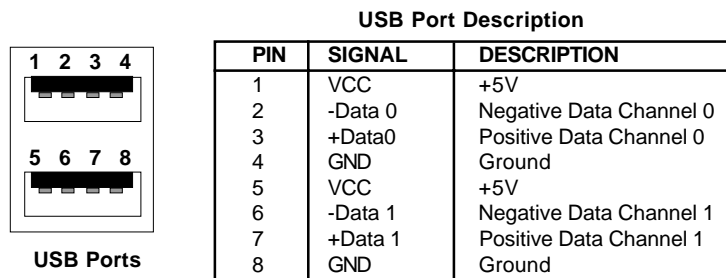 USB Port Description
1 2 3 4
5 6 7 8
USB Ports
PIN SIGNAL DESCRIPTION
1 VCC +5V
2 -Data 0 Negative Data Channel 0
3 +Data0 Positive Data Channel 0
4 GND Ground
5 VCC +5V
6 -Data 1 Negative Data Channel 1
7 +Data 1 Positive Data Channel 1
8 GND Ground